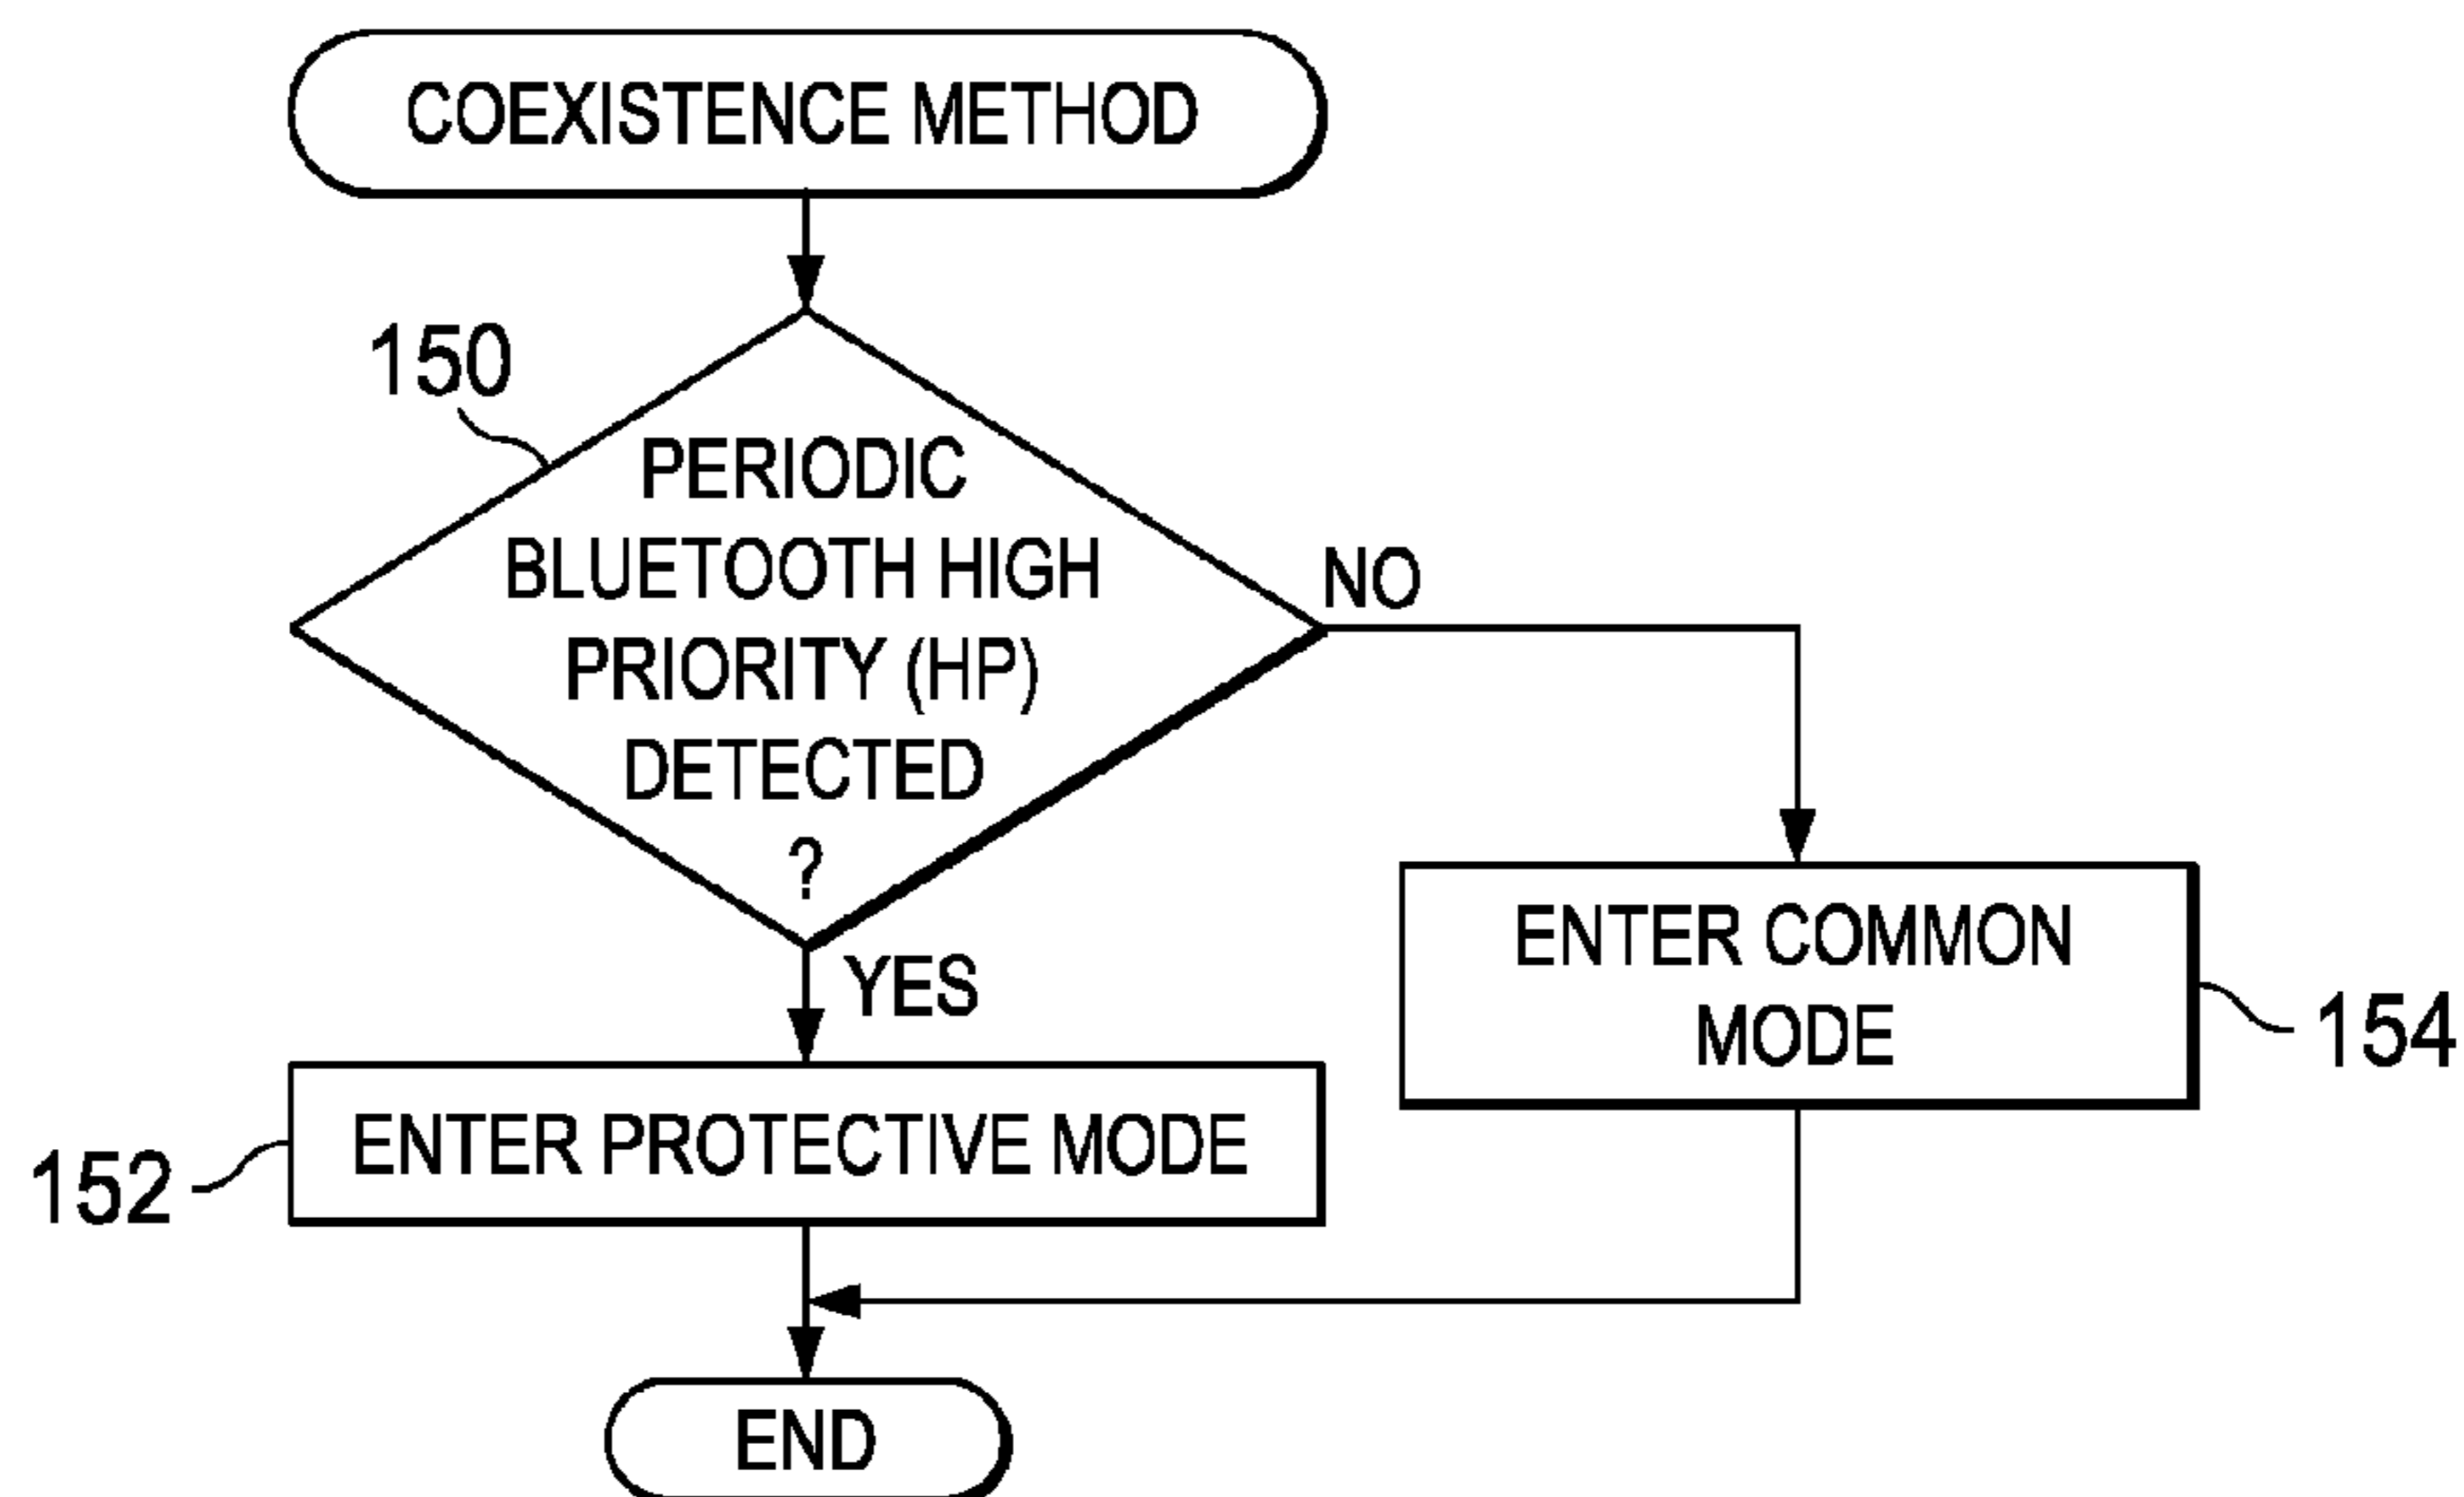 COEXISTENCE METHOD
150
PERIODIC
BLUETOOTH HIGH
PRIORITY (HP)
DETECTED
?
NO
YES
ENTER COMMON
MODE
154
152
ENTER PROTECTIVE MODE
END